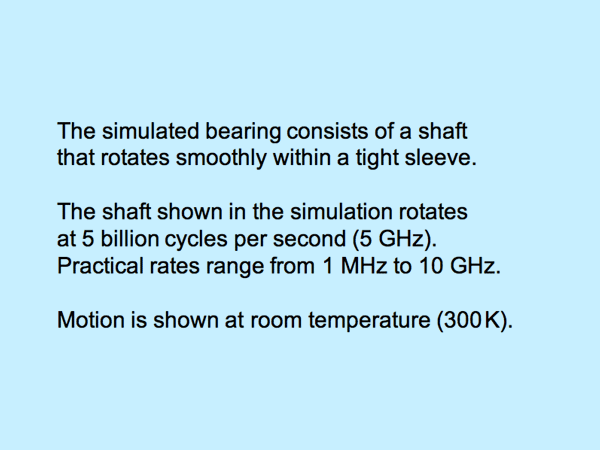 The simulated bearing consists of a shaft
that rotates smoothly within a tight sleeve.
The shaft shown in the simulation rotates
at 5 billion cycles per second (5 GHz).
Practical rates range from 1 MHz to 10 GHz.
Motion is shown at room temperature (300 K).